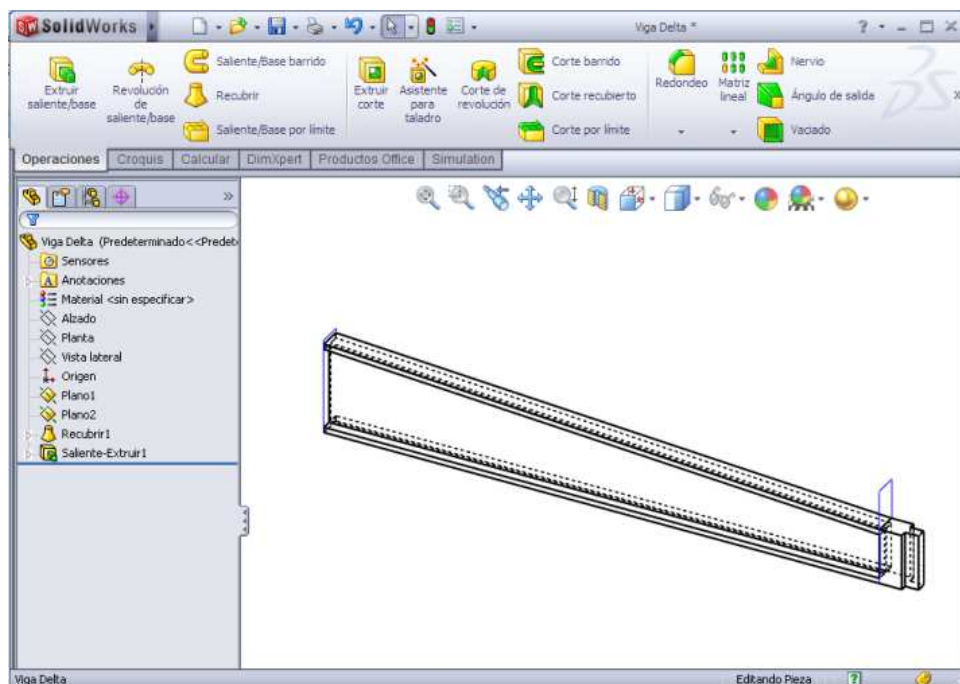 SolidWorks
Viga Delta *
Extruir saliente/base
Revolución de saliente/base
Saliente/Base barrido
Recubrir
Saliente/Base por límite
Extruir corte
Asistente para taladro
Corte de revolución
Corte barrido
Corte recubierto
Corte por límite
Redondeo
Matriz lineal
Nervio
Ángulo de salida
Vaciado
Operaciones
Croquis
Calcular
DimXpert
Productos Office
Simulation
Viga Delta (Predeterminado<<Predet
Sensores
Anotaciones
Material <sin especificar>
Alzado
Planta
Vista lateral
Origen
Plano1
Plano2
Recubrir1
Saliente-Extruir1
Viga Delta
Editando Pieza